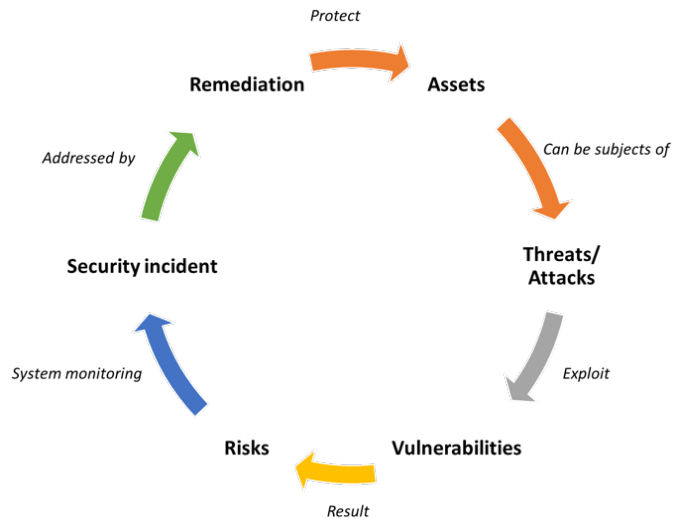 Protect
Remediation
Assets
Addressed by
Can be subjects of
Security incident
Threats/
Attacks
System monitoring
Exploit
Risks
Vulnerabilities
Result